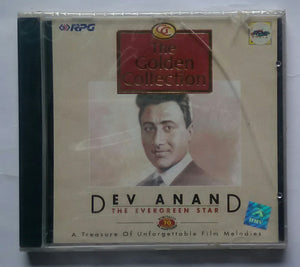 RPG
The
Golden
Collection
DEV ANAND
THE EVERGREEN STAR
A Treasure Of Unforgettable Film Melodies